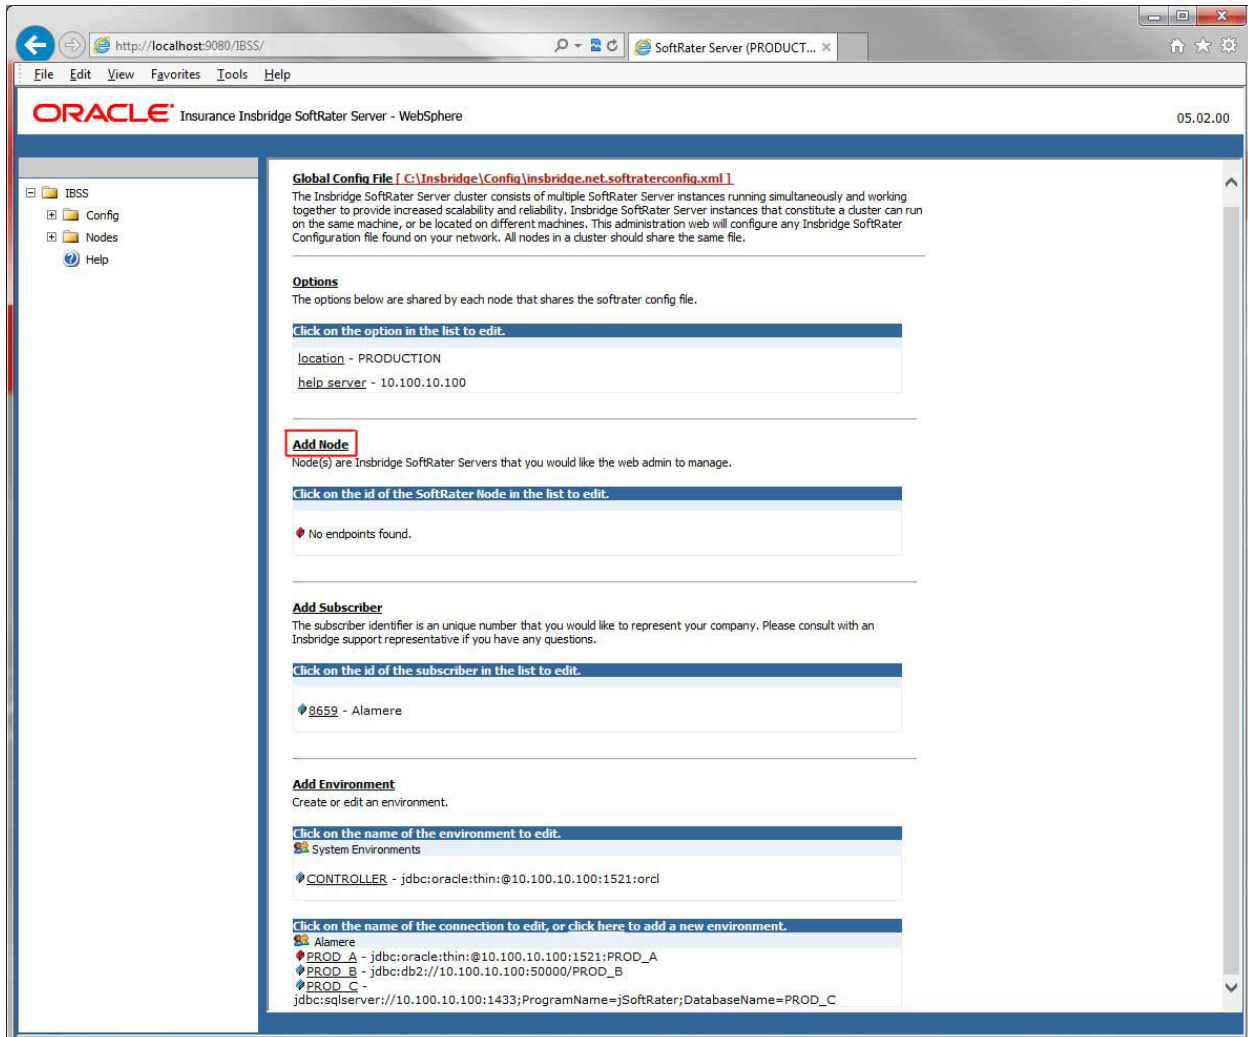 http://localhost:9080/IBSS/
SoftRater Server (PRODUCT...
File Edit View Favorites Tools Help
ORACLE Insurance Insbridge SoftRater Server - WebSphere
05.02.00
IBSS
Config
Nodes
Help
Global Config File [ C:\Insbridge\Config\insbridge.net.softraterconfig.xml ]
The Insbridge SoftRater Server cluster consists of multiple SoftRater Server instances running simultaneously and working
together to provide increased scalability and reliability. Insbridge SoftRater Server instances that constitute a cluster can run
on the same machine, or be located on different machines. This administration web will configure any Insbridge SoftRater
Configuration file found on your network. All nodes in a cluster should share the same file.
Options
The options below are shared by each node that shares the softrater config file.
Click on the option in the list to edit.
location - PRODUCTION
help server - 10.100.10.100
Add Node
Node(s) are Insbridge SoftRater Servers that you would like the web admin to manage.
Click on the id of the SoftRater Node in the list to edit.
No endpoints found.
Add Subscriber
The subscriber identifier is an unique number that you would like to represent your company. Please consult with an
Insbridge support representative if you have any questions.
Click on the id of the subscriber in the list to edit.
8659 - Alamere
Add Environment
Create or edit an environment.
Click on the name of the environment to edit.
System Environments
CONTROLLER - jdbc:oracle:thin:@10.100.10.100:1521:orcl
Click on the name of the connection to edit, or click here to add a new environment.
Alamere
PROD_A - jdbc:oracle:thin:@10.100.10.100:1521:PROD_A
PROD_B - jdbc:db2://10.100.10.100:50000/PROD_B
PROD_C -
jdbc:sqlserver://10.100.10.100:1433;ProgramName=jSoftRater;DatabaseName=PROD_C